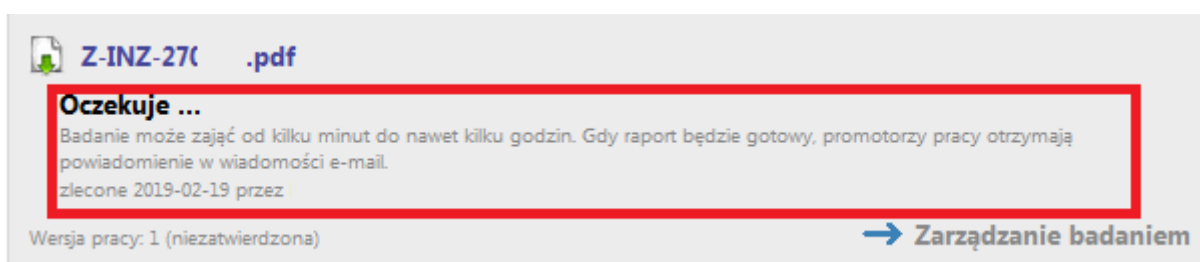 Z-INZ-270 .pdf
Oczekuje ...
Badanie może zająć od kilku minut do nawet kilku godzin. Gdy raport będzie gotowy, promotorzy pracy otrzymają
powiadomienie w wiadomości e-mail.
zlecone 2019-02-19 przez
Wersja pracy: 1 (niezatwierdzona)
→ Zarządzanie badaniem